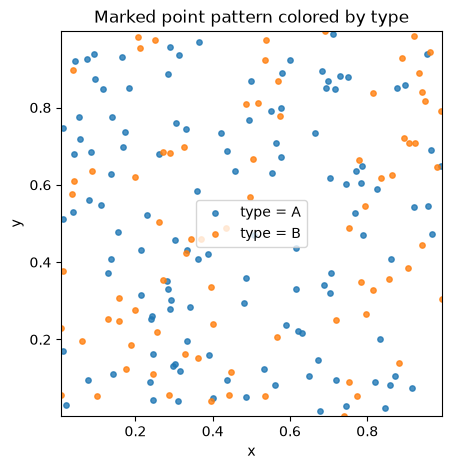 Marked point pattern colored by type
y
0.8
0.6
0.4
0.2
type = A
type = B
0.2 0.4 0.6 0.8
x